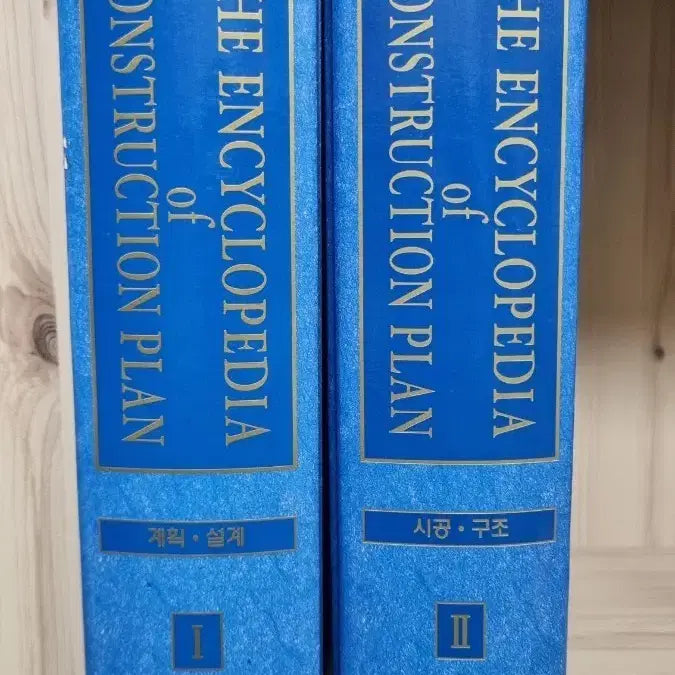 HE ENCYCLOPEDIA
of
ONSTRUCTION PLAN
계획·설계
I
HE ENCYCLOPEDIA
of
ONSTRUCTION PLAN
시공·구조
II